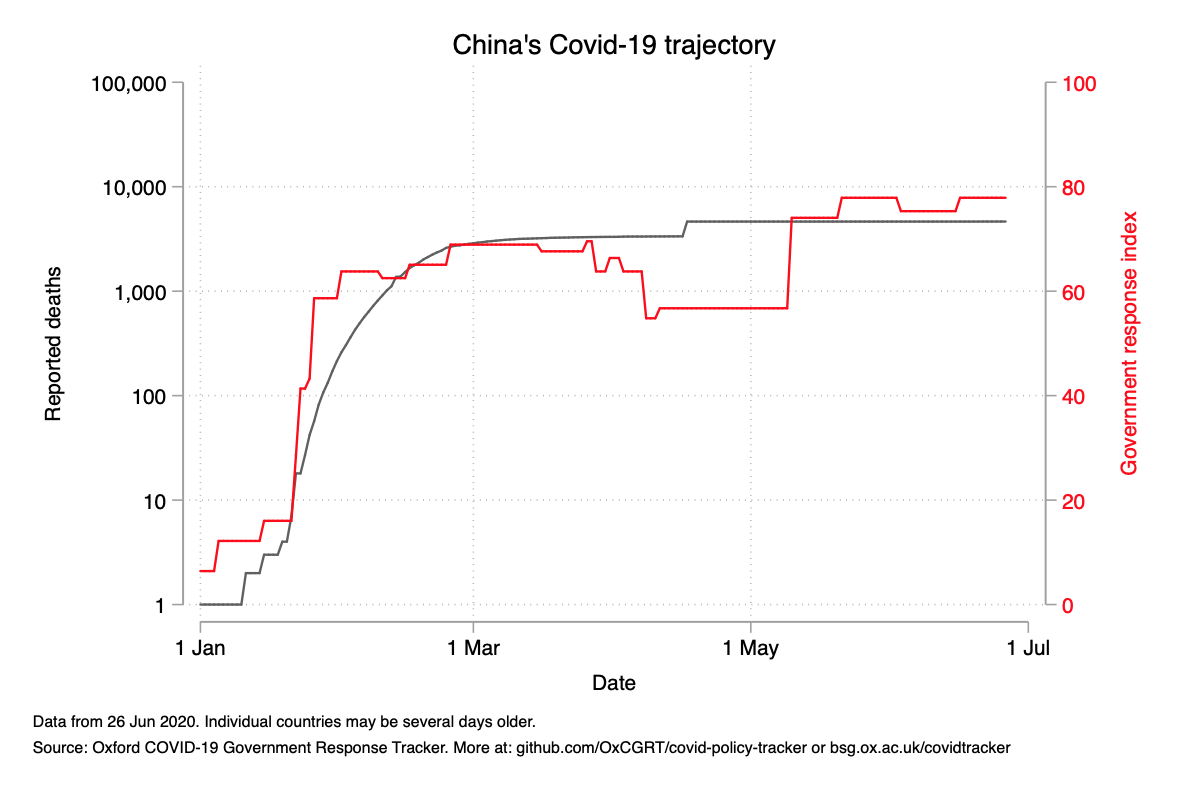 China's Covid-19 trajectory
100,000
10,000
1,000
100
10
1
Reported deaths
100
80
60
40
20
0
Government response index
1 Jan
1 Mar
1 May
1 Jul
Date
Data from 26 Jun 2020. Individual countries may be several days older.
Source: Oxford COVID-19 Government Response Tracker. More at: github.com/OxCGRT/covid-policy-tracker or bsg.ox.ac.uk/covidtracker